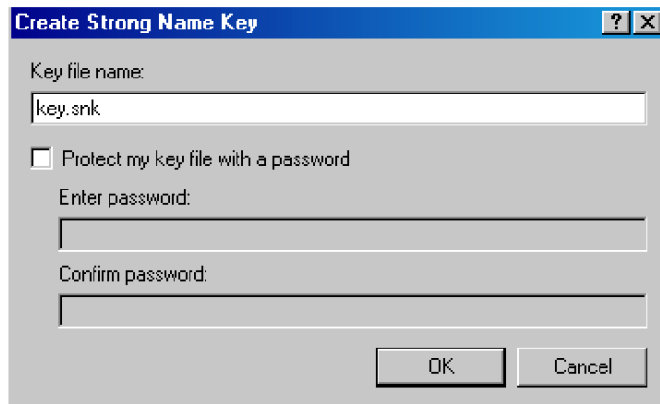 Create Strong Name Key
Key file name:
key.snk
Protect my key file with a password
Enter password:
Confirm password:
OK
Cancel